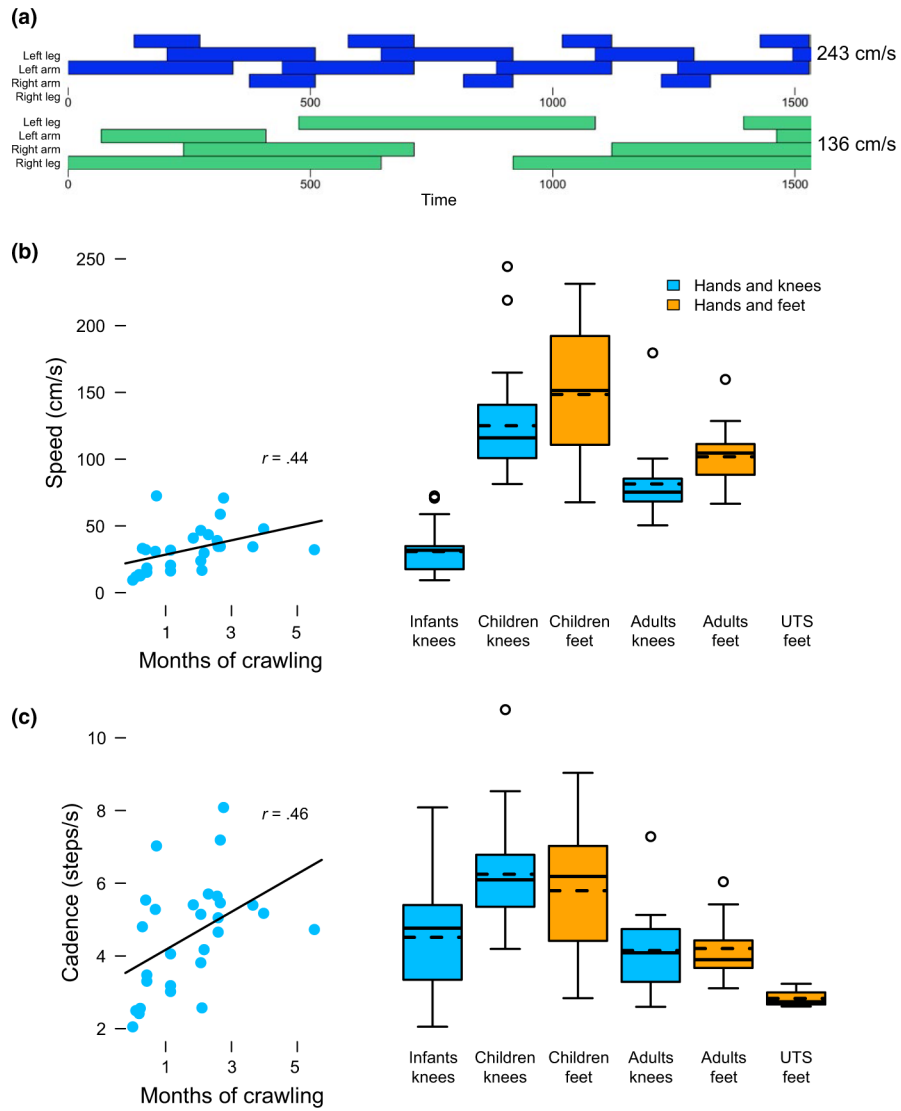 (a)
Left leg
Left arm
Right arm
Right leg
243 cm/s
0 500 1000 1500
Left leg
Left arm
Right arm
Right leg
136 cm/s
0 500 1000 1500
Time
(b)
250
200
150
100
50
0
Speed (cm/s)
r = .44
1 3 5
Months of crawling
Hands and knees
Hands and feet
Infants knees
Children knees
Children feet
Adults knees
Adults feet
UTS feet
(c)
10
8
6
4
2
Cadence (steps/s)
r = .46
1 3 5
Months of crawling
Infants knees
Children knees
Children feet
Adults knees
Adults feet
UTS feet